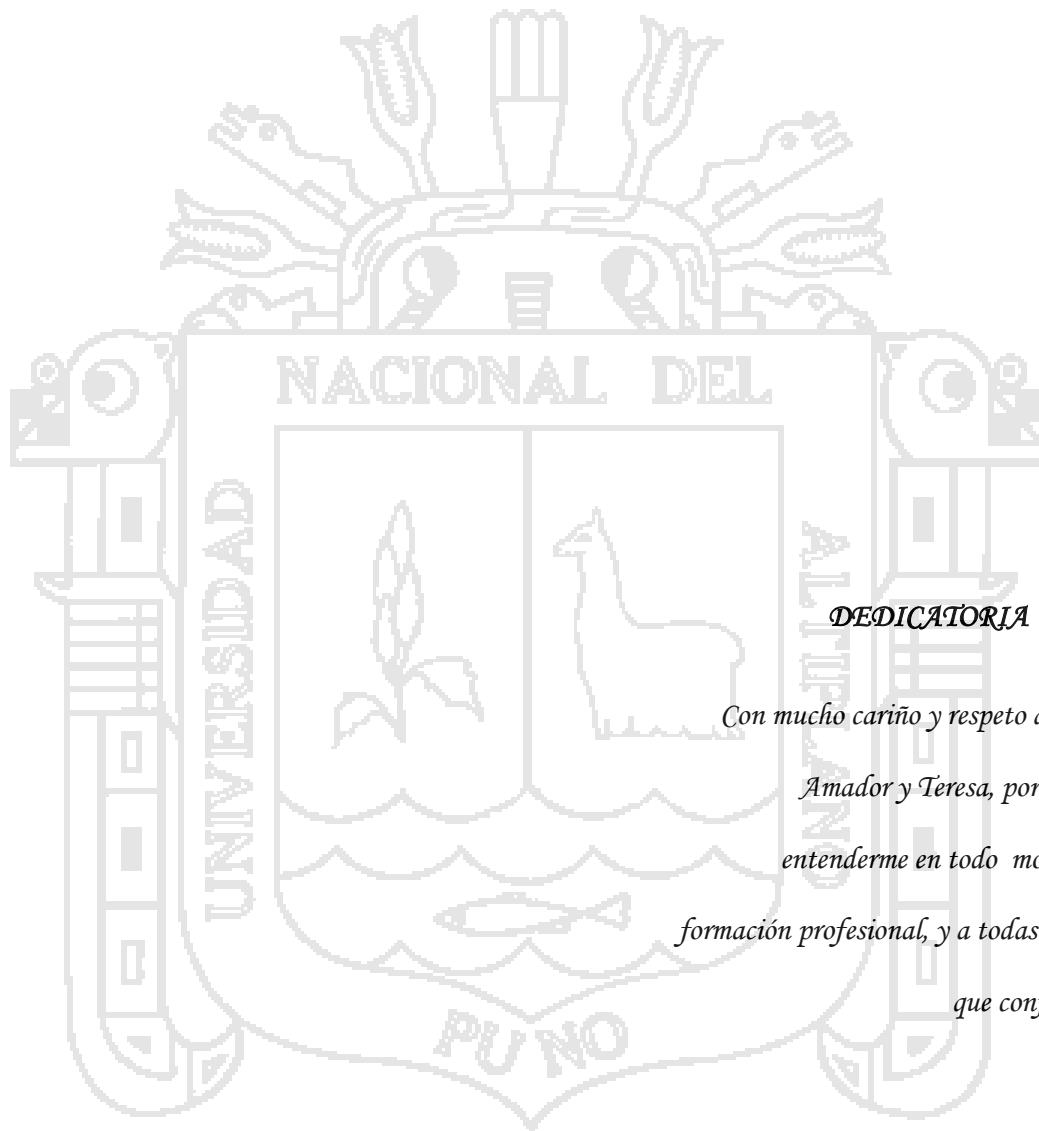 NACIONAL DEL
UNIVERSIDAD
ALTIPLANO
DEDICATORIA
Con mucho cariño y respeto a
Amador y Teresa, por
entenderme en todo mo
formación profesional, y a todas
que
PUNO